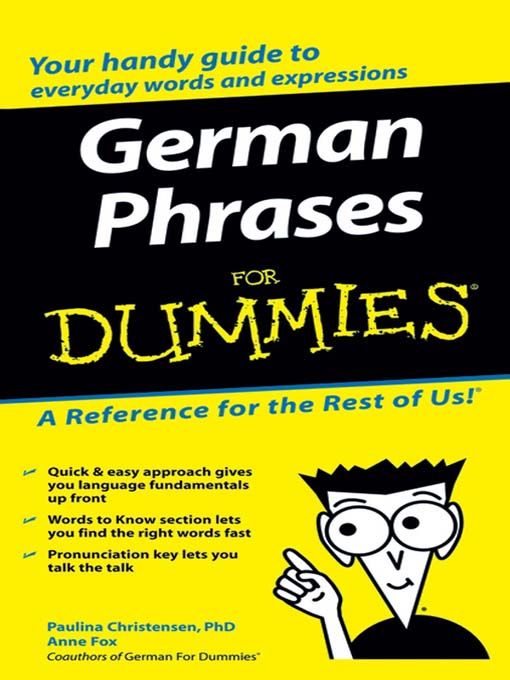 Your handy guide to
everyday words and expressions
German
Phrases
FOR
DUMMIES®
A Reference for the Rest of Us!®
Quick & easy approach gives
you language fundamentals
up front
Words to Know section lets
you find the right words fast
Pronunciation key lets you
talk the talk
Paulina Christensen, PhD
Anne Fox
Coauthors of German For Dummies®